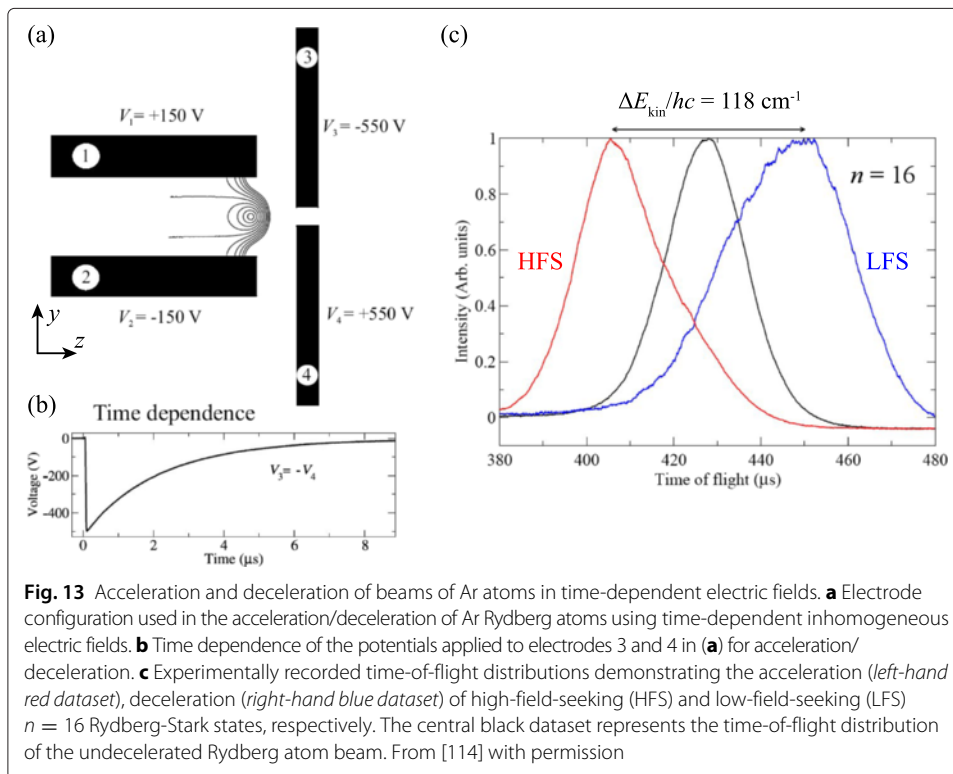 (a)
3
V₁ = +150 V
1
V₃= -550 V
2
V₂ = -150 V
V₄ = +550 V
y
z
4
(b)
Time dependence
0
-200
-400
Voltage (V)
V₃= - V₄
0
2
4
6
8
Time (μs)
(c)
ΔEkin/hc = 118 cm⁻¹
1
0.8
0.6
0.4
0.2
0
Intensity (Arb. units)
n = 16
HFS
LFS
380
400
420
440
460
480
Time of flight (μs)
Fig. 13 Acceleration and deceleration of beams of Ar atoms in time-dependent electric fields. a Electrode
configuration used in the acceleration/deceleration of Ar Rydberg atoms using time-dependent inhomogeneous
electric fields. b Time dependence of the potentials applied to electrodes 3 and 4 in (a) for acceleration/
deceleration. c Experimentally recorded time-of-flight distributions demonstrating the acceleration (left-hand
red dataset), deceleration (right-hand blue dataset) of high-field-seeking (HFS) and low-field-seeking (LFS)
n = 16 Rydberg-Stark states, respectively. The central black dataset represents the time-of-flight distribution
of the undecelerated Rydberg atom beam. From [114] with permission